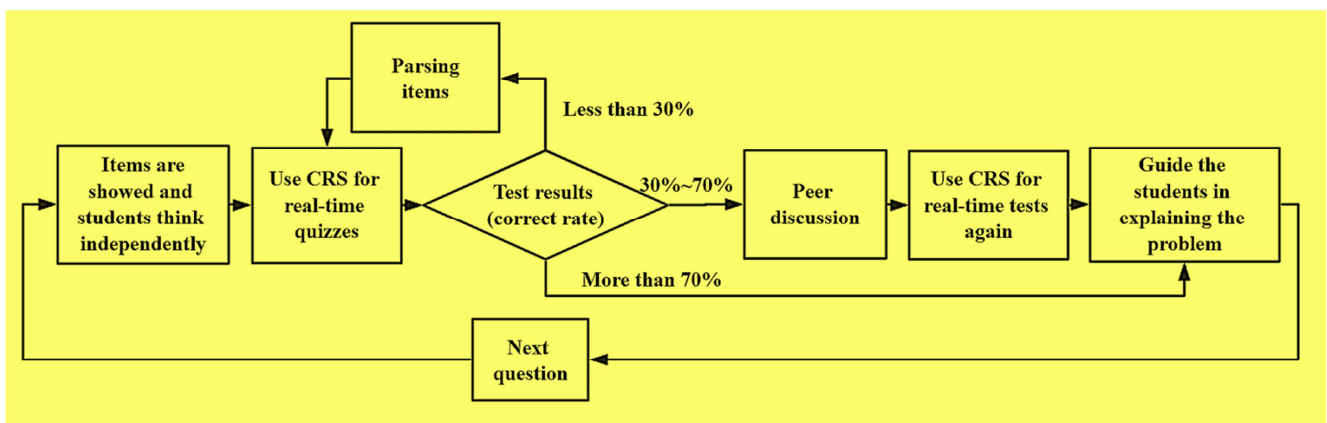 Parsing
items
Less than 30%
Items are
showed and
students think
independently
Use CRS for
real-time
quizzes
Test results
(correct rate)
30%~70%
Peer
discussion
Use CRS for
real-time tests
again
Guide the
students in
explaining the
problem
More than 70%
Next
question